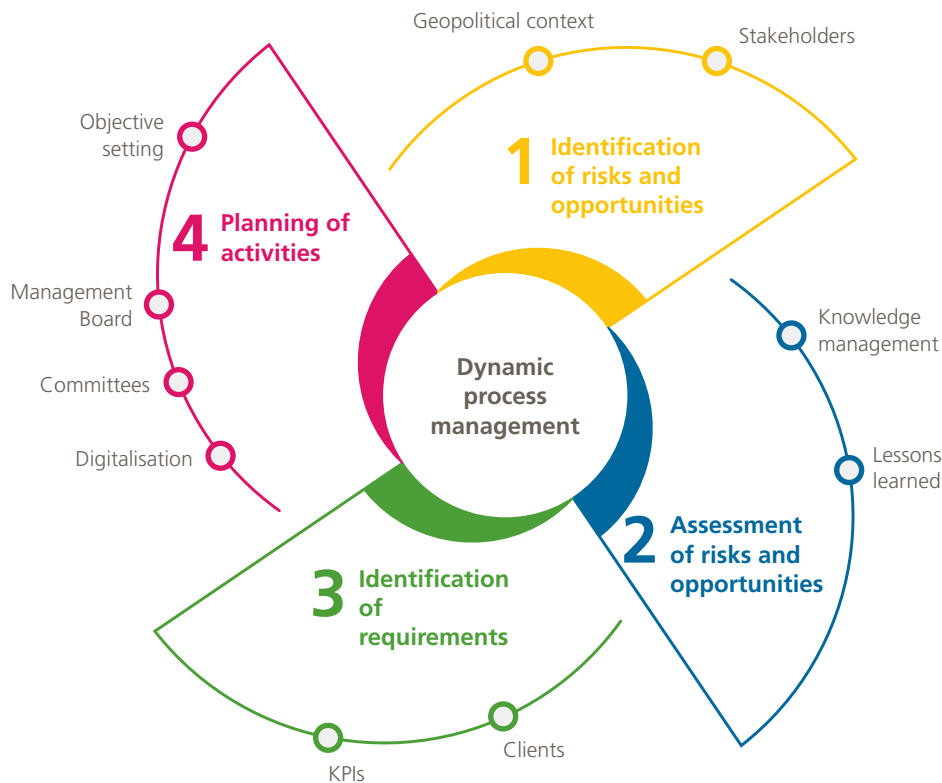 Geopolitical context
Stakeholders
1 Identification
of risks and
opportunities
Knowledge
management
Lessons
learned
2 Assessment
of risks and
opportunities
3 Identification
of
requirements
Clients
KPIs
4 Planning of
activities
Objective
setting
Management
Board
Committees
Digitalisation
Dynamic
process
management